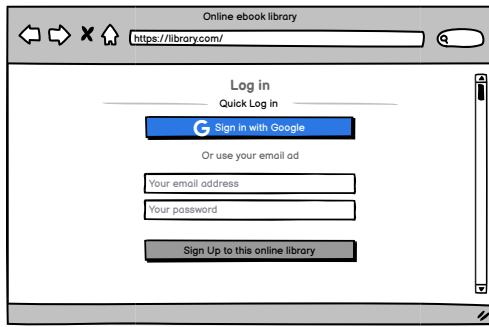 Online ebook library
https://library.com/
Log in
Quick Log in
G Sign in with Google
Or use your email ad
Your email address
Your password
Sign Up to this online library